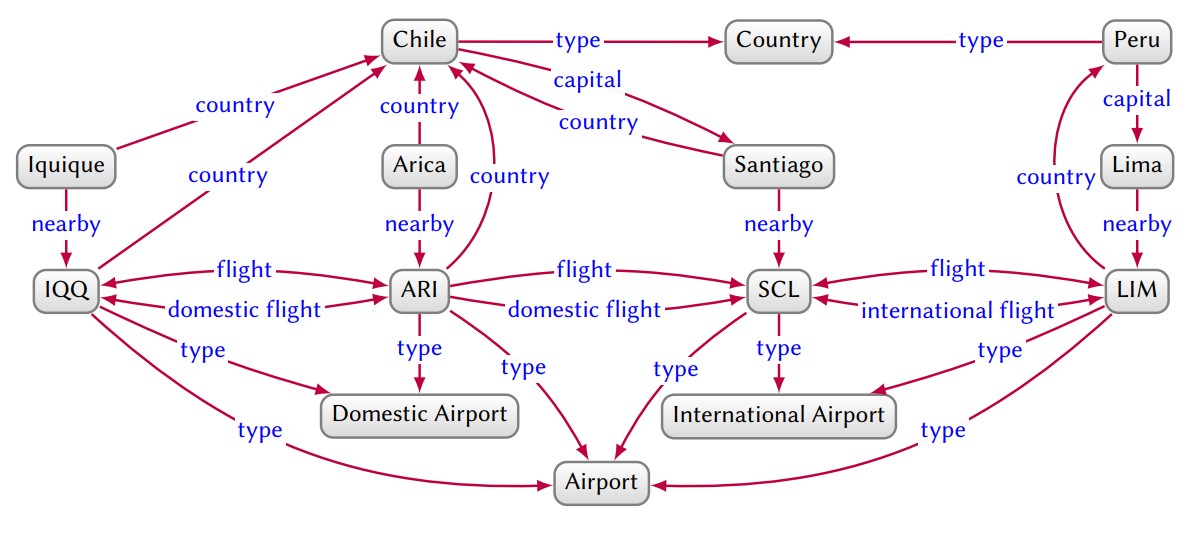 Chile
type
Country
type
Peru
capital
capital
country
country
country
Iquique
Arica
Santiago
Lima
country
country
country
nearby
nearby
nearby
nearby
flight
flight
flight
IQQ
ARI
SCL
LIM
domestic flight
domestic flight
international flight
type
type
type
type
type
type
Domestic Airport
International Airport
type
type
Airport